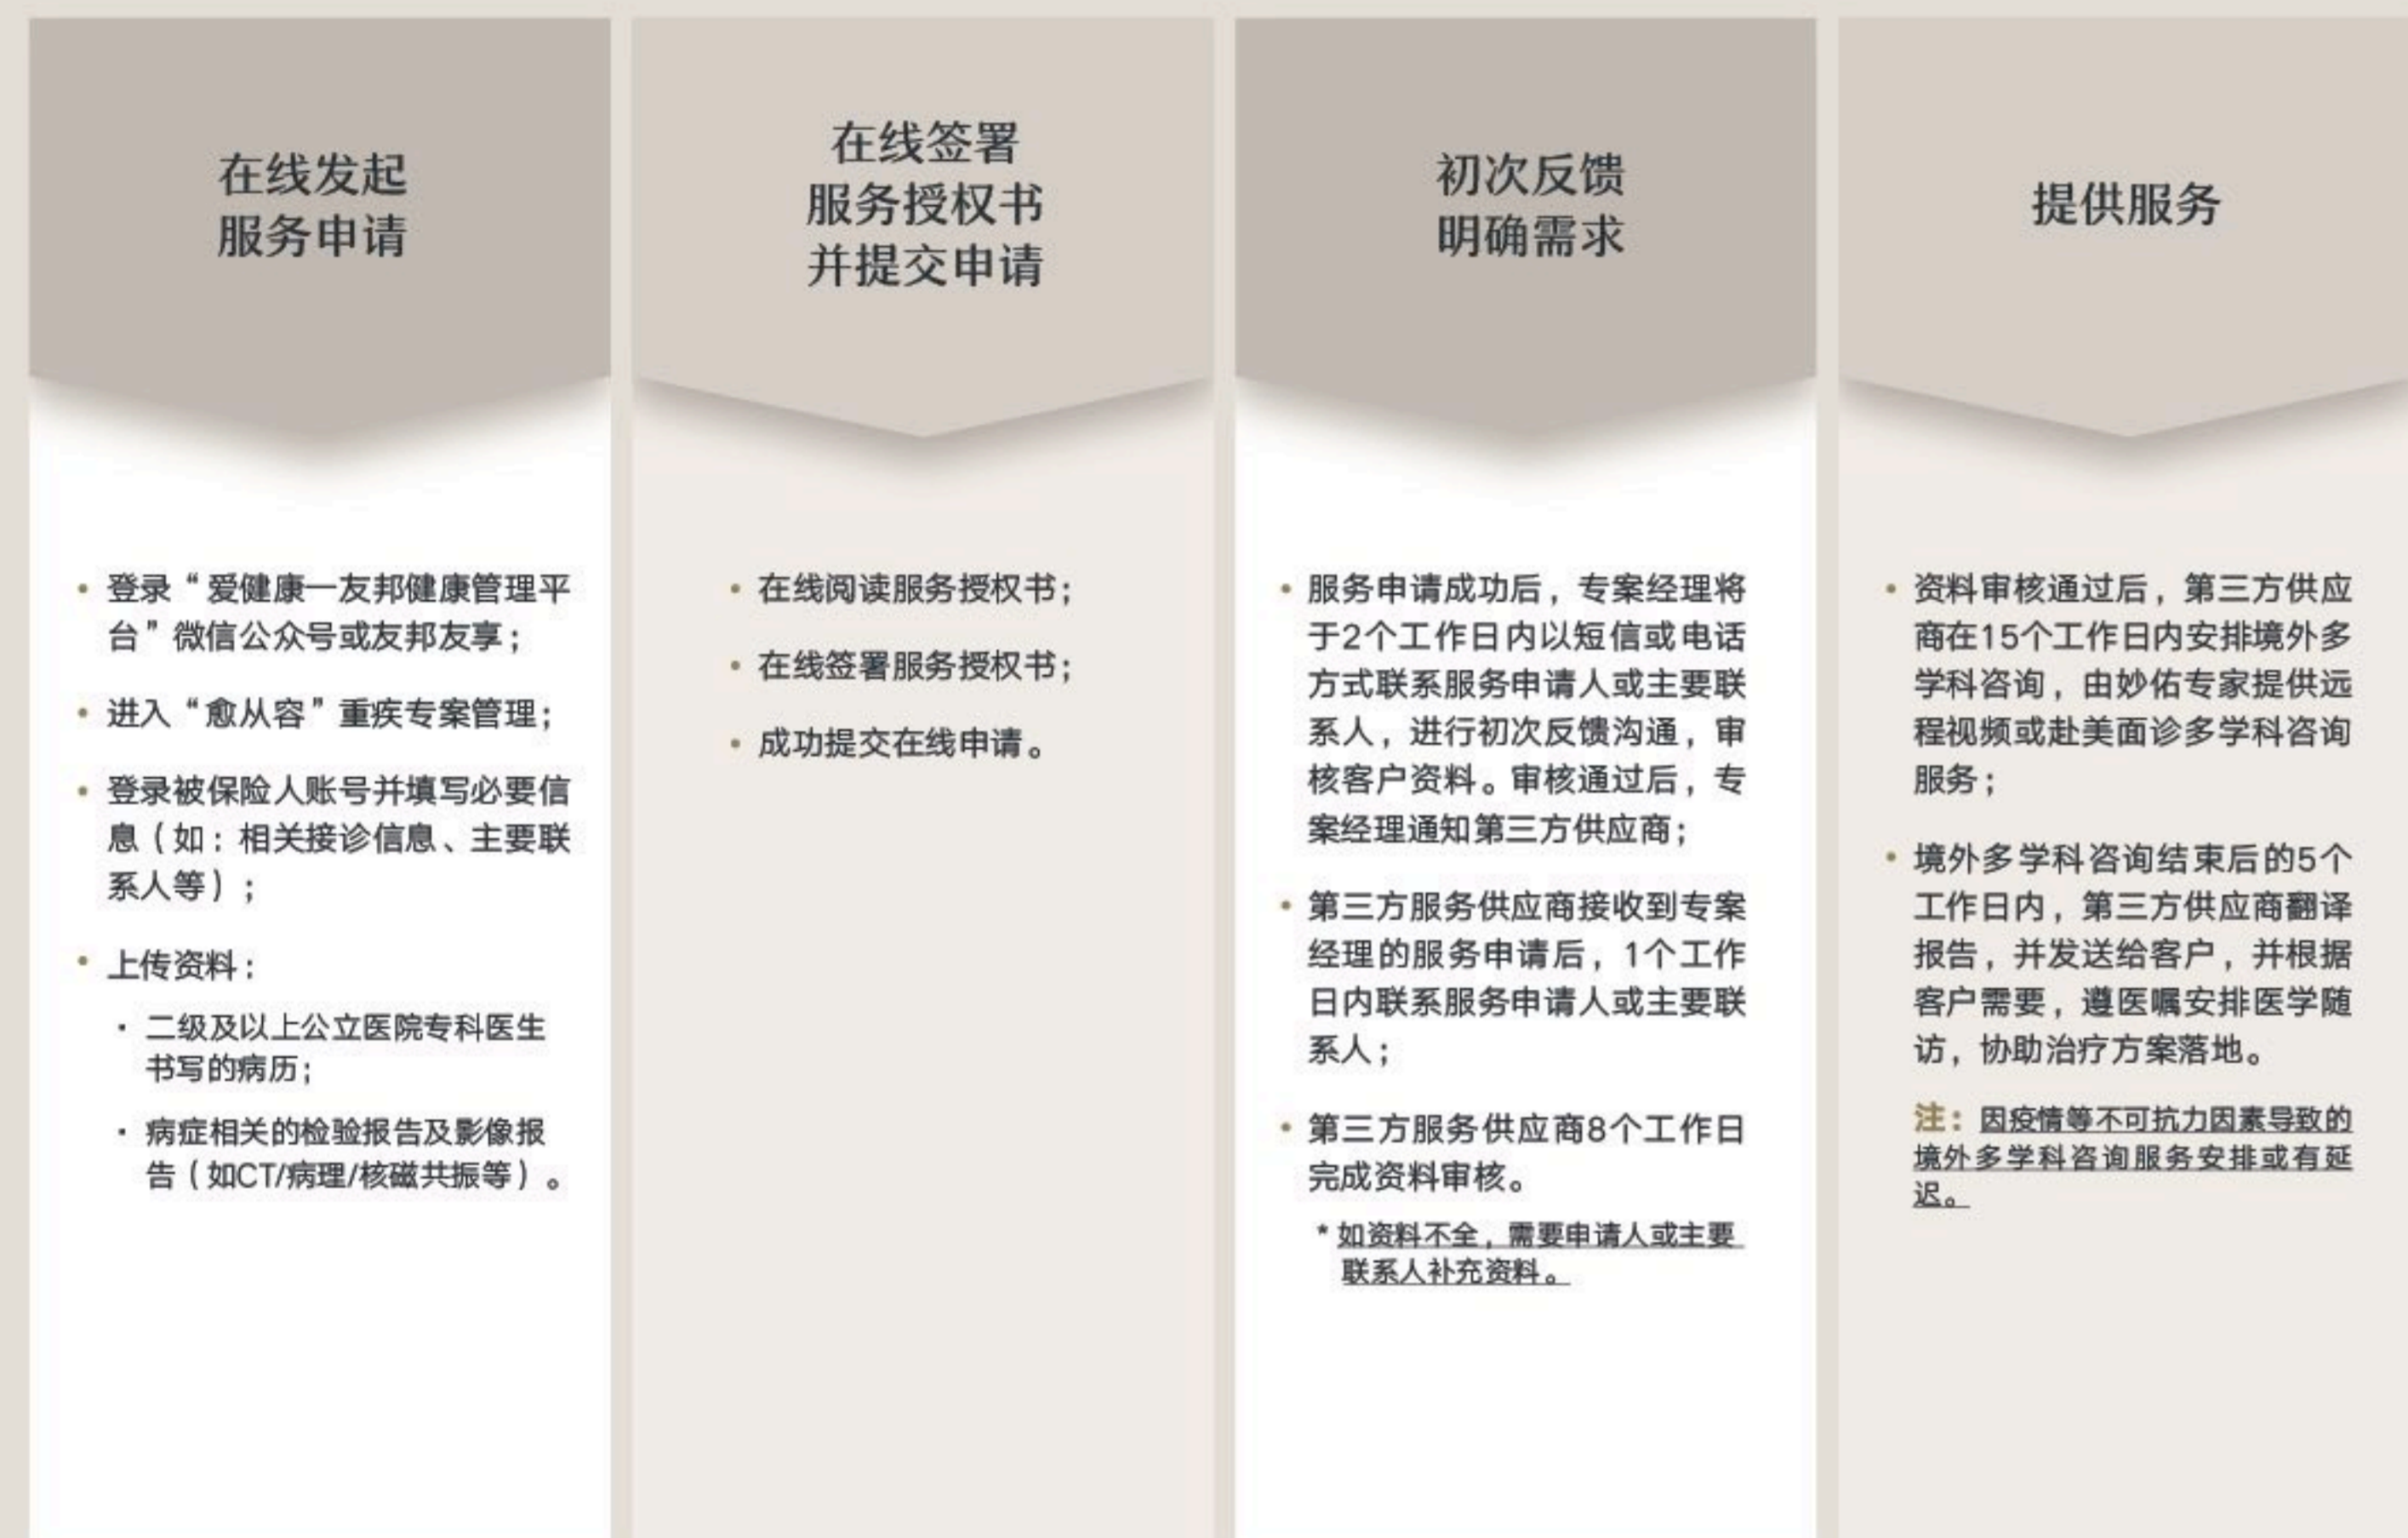 在线发起
服务申请
• 登录“爱健康一友邦健康管理平
台”微信公众号或友邦友享；
• 进入“愈从容”重疾专案管理；
• 登录被保险人账号并填写必要信
息（如：相关接诊信息、主要联
系人等）；
• 上传资料：
· 二级及以上公立医院专科医生
书写的病历；
· 病症相关的检验报告及影像报
告（如CT/病理/核磁共振等）。
在线签署
服务授权书
并提交申请
• 在线阅读服务授权书；
• 在线签署服务授权书；
• 成功提交在线申请。
初次反馈
明确需求
• 服务申请成功后，专案经理将
于2个工作日内以短信或电话
方式联系服务申请人或主要联
系人，进行初次反馈沟通，审
核客户资料。审核通过后，专
案经理通知第三方供应商；
• 第三方服务供应商接收到专案
经理的服务申请后，1个工作
日内联系服务申请人或主要联
系人；
• 第三方服务供应商8个工作日
完成资料审核。
* 如资料不全，需要申请人或主要
联系人补充资料。
提供服务
• 资料审核通过后，第三方供应
商在15个工作日内安排境外多
学科咨询，由妙佑专家提供远
程视频或赴美面诊多学科咨询
服务；
• 境外多学科咨询结束后的5个
工作日内，第三方供应商翻译
报告，并发送给客户，并根据
客户需要，遵医嘱安排医学随
访，协助治疗方案落地。
注：因疫情等不可抗力因素导致的
境外多学科咨询服务安排或有延
迟。